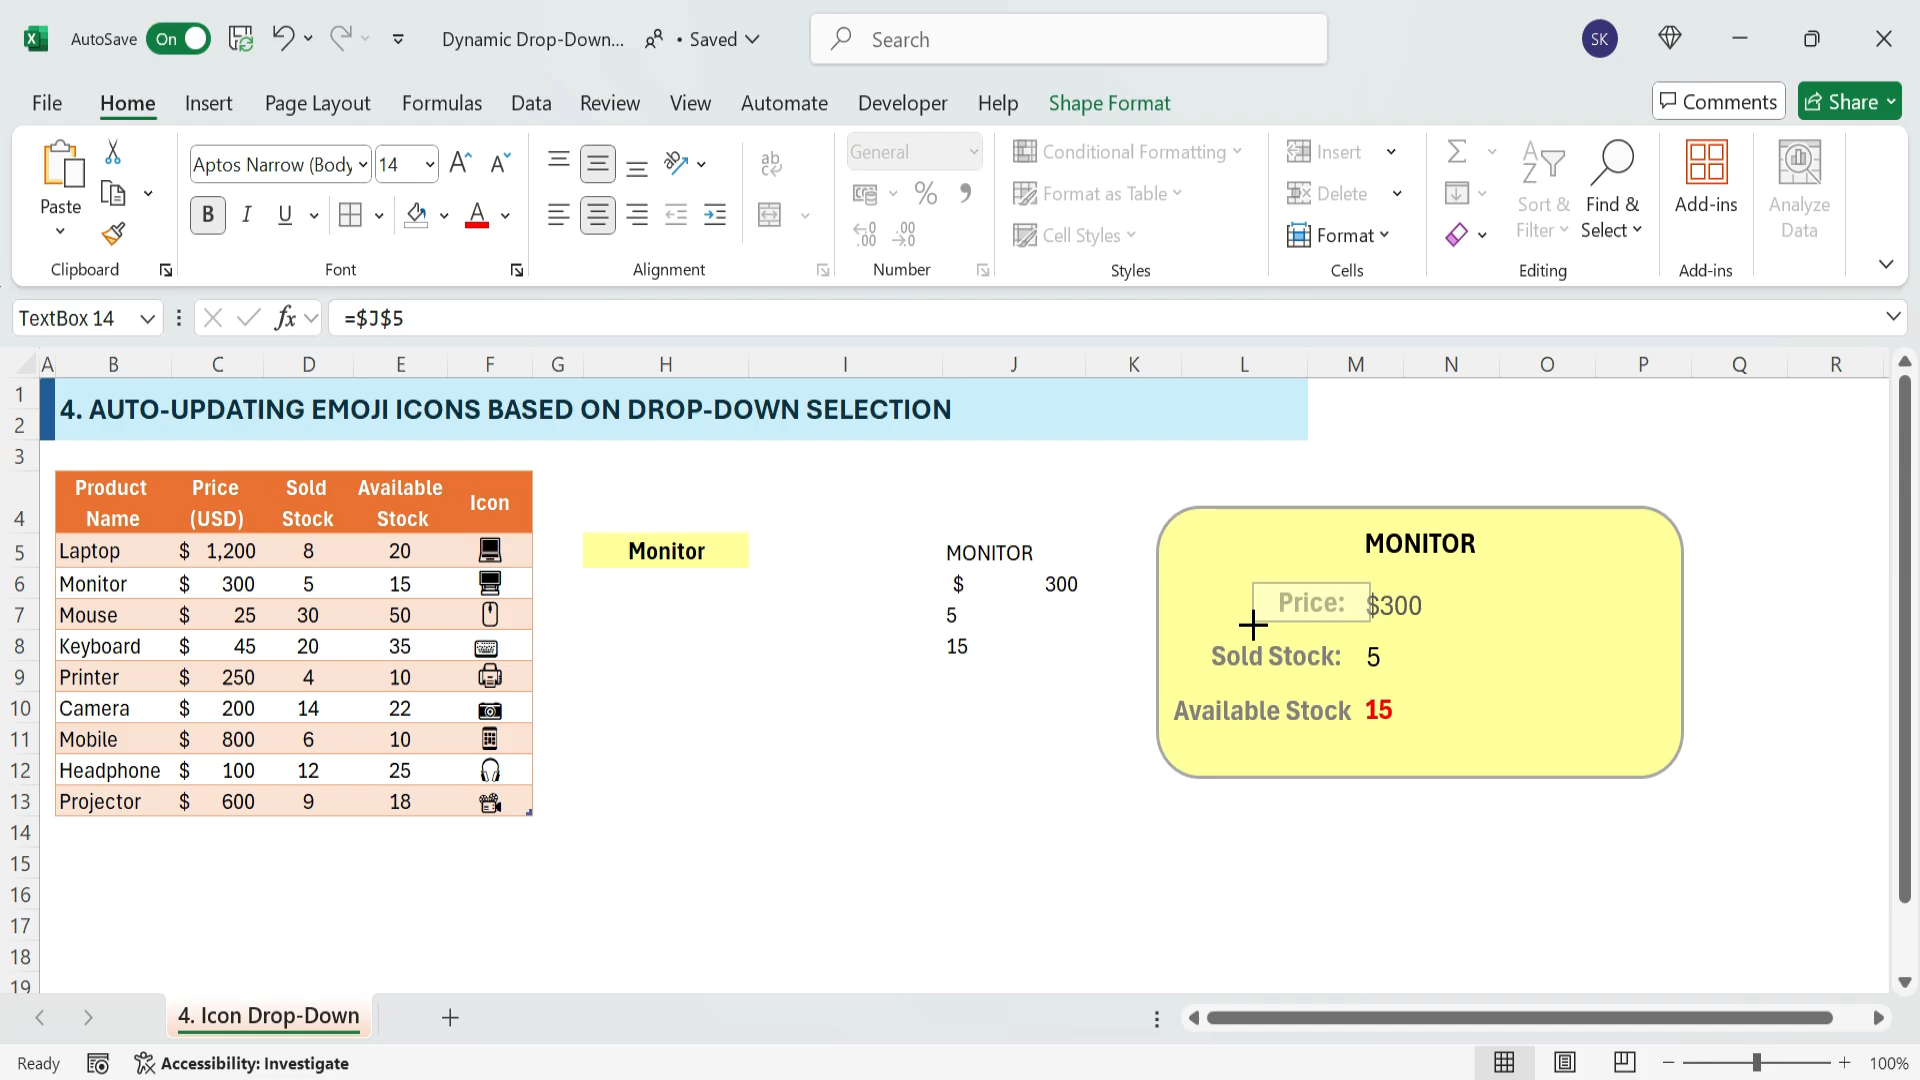 AutoSave On Dynamic Drop-Down... • Saved Search SK
File Home Insert Page Layout Formulas Data Review View Automate Developer Help Shape Format Comments Share
Paste
Clipboard
Aptos Narrow (Body 14
B I U A
Font
ab
Alignment
General
% 9
.00 .00
Number
Conditional Formatting
Format as Table
Cell Styles
Styles
Insert
Delete
Format
Cells
Sort & Filter
Find & Select
Editing
Add-ins
Add-ins
Analyze Data
TextBox 14 fx =$J$5
A B C D E F G H I J K L M N O P Q R
1
2
4. AUTO-UPDATING EMOJI ICONS BASED ON DROP-DOWN SELECTION
3
4 Product Name Price (USD) Sold Stock Available Stock Icon
5 Laptop $ 1,200 8 20 Monitor MONITOR
6 Monitor $ 300 5 15 $ 300
7 Mouse $ 25 30 50 5
8 Keyboard $ 45 20 35 15
9 Printer $ 250 4 10
10 Camera $ 200 14 22
11 Mobile $ 800 6 10
12 Headphone $ 100 12 25
13 Projector $ 600 9 18
14
15
16
17
18
19
MONITOR
Price: $300
Sold Stock: 5
Available Stock 15
4. Icon Drop-Down
Ready Accessibility: Investigate 100%